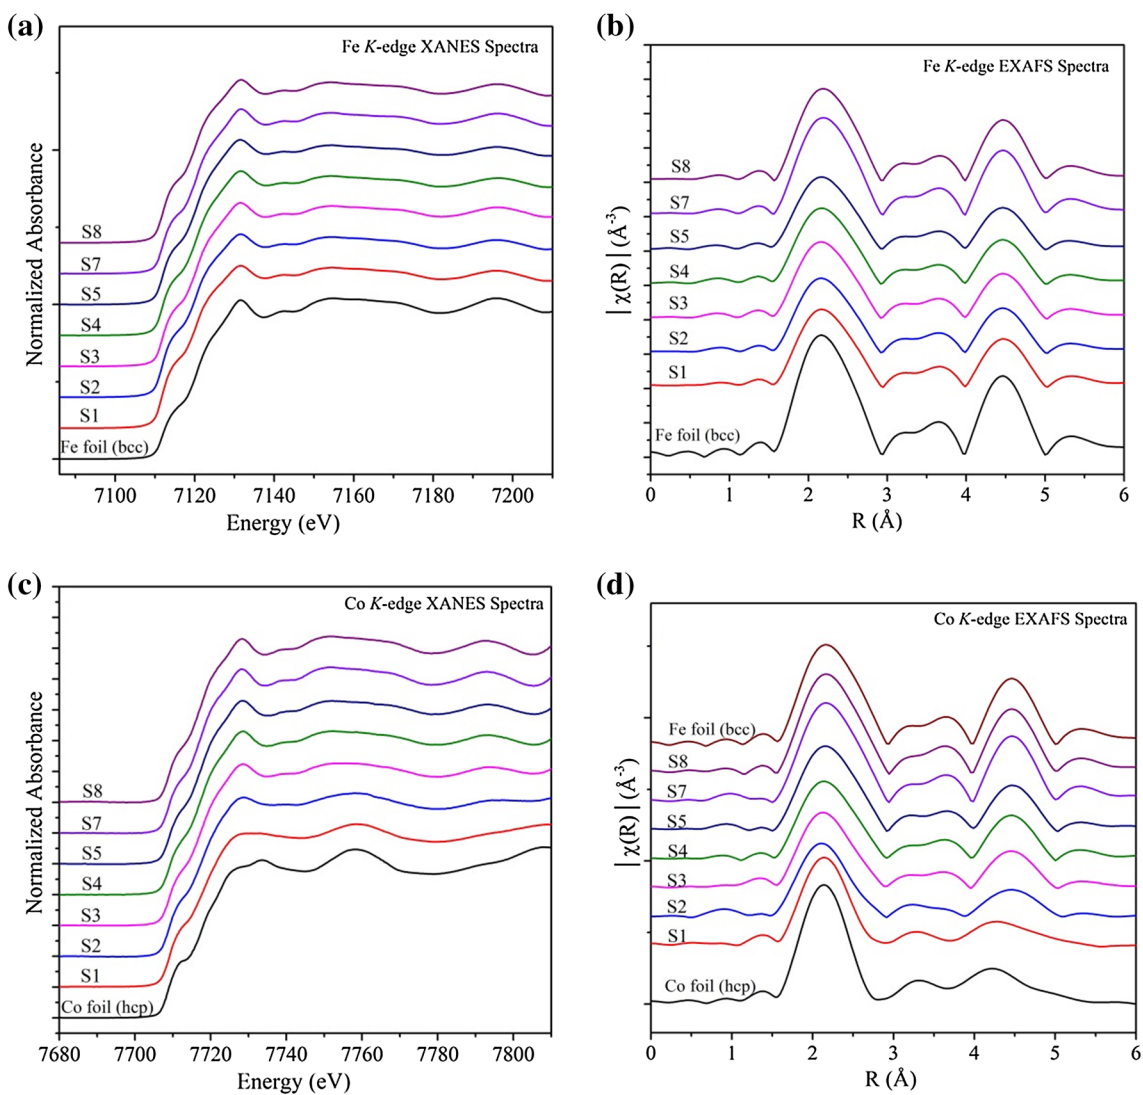 (a)
Fe K-edge XANES Spectra
Normalized Absorbance
S8
S7
S5
S4
S3
S2
S1
Fe foil (bcc)
7100 7120 7140 7160 7180 7200
Energy (eV)
(b)
Fe K-edge EXAFS Spectra
|χ(R)| (Å⁻³)
S8
S7
S5
S4
S3
S2
S1
Fe foil (bcc)
0 1 2 3 4 5 6
R (Å)
(c)
Co K-edge XANES Spectra
Normalized Absorbance
S8
S7
S5
S4
S3
S2
S1
Co foil (hcp)
7680 7700 7720 7740 7760 7780 7800
Energy (eV)
(d)
Co K-edge EXAFS Spectra
|χ(R)| (Å⁻³)
Fe foil (bcc)
S8
S7
S5
S4
S3
S2
S1
Co foil (hcp)
0 1 2 3 4 5 6
R (Å)